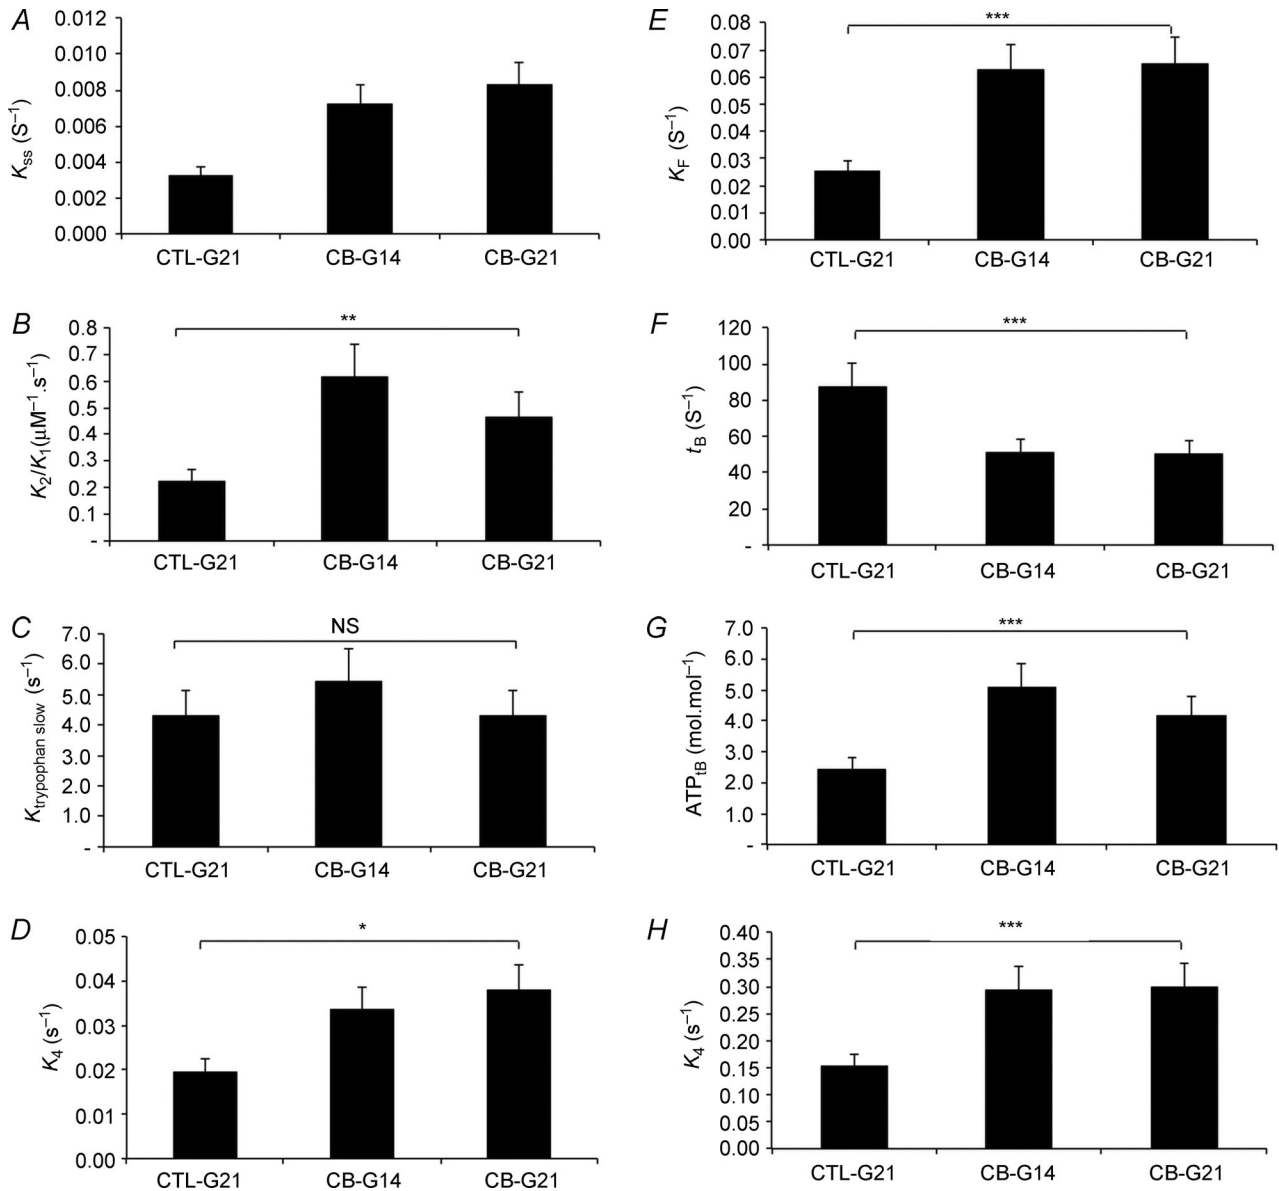 A
0.012
0.010
0.008
0.006
0.004
0.002
0.000
Kss (S–1)
CTL-G21 CB-G14 CB-G21
E
***
0.08
0.07
0.06
0.05
0.04
0.03
0.02
0.01
0.00
KF (S–1)
CTL-G21 CB-G14 CB-G21
B
**
0.8
0.7
0.6
0.5
0.4
0.3
0.2
0.1
-
K2/K1(µM–1.s–1)
CTL-G21 CB-G14 CB-G21
F
***
120
100
80
60
40
20
-
tB (S–1)
CTL-G21 CB-G14 CB-G21
C
NS
7.0
6.0
5.0
4.0
3.0
2.0
1.0
-
Ktrypophan slow (s–1)
CTL-G21 CB-G14 CB-G21
G
***
7.0
6.0
5.0
4.0
3.0
2.0
1.0
-
ATPtB (mol.mol–1)
CTL-G21 CB-G14 CB-G21
D
*
0.05
0.04
0.03
0.02
0.01
0.00
K4 (s–1)
CTL-G21 CB-G14 CB-G21
H
***
0.40
0.35
0.30
0.25
0.20
0.15
0.10
0.05
0.00
K4 (s–1)
CTL-G21 CB-G14 CB-G21